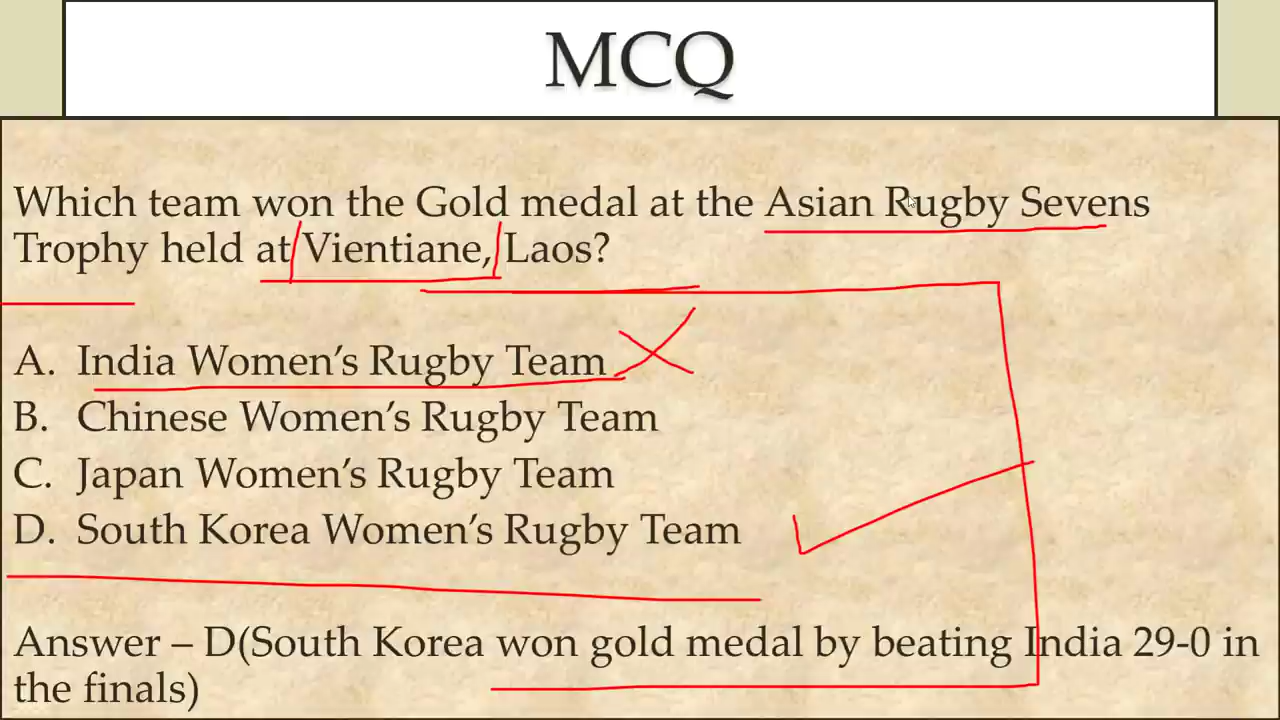 MCQ
Which team won the Gold medal at the Asian Rugby Sevens
Trophy held at Vientiane, Laos?
A. India Women's Rugby Team
B. Chinese Women's Rugby Team
C. Japan Women's Rugby Team
D. South Korea Women's Rugby Team
Answer – D(South Korea won gold medal by beating India 29-0 in
the finals)